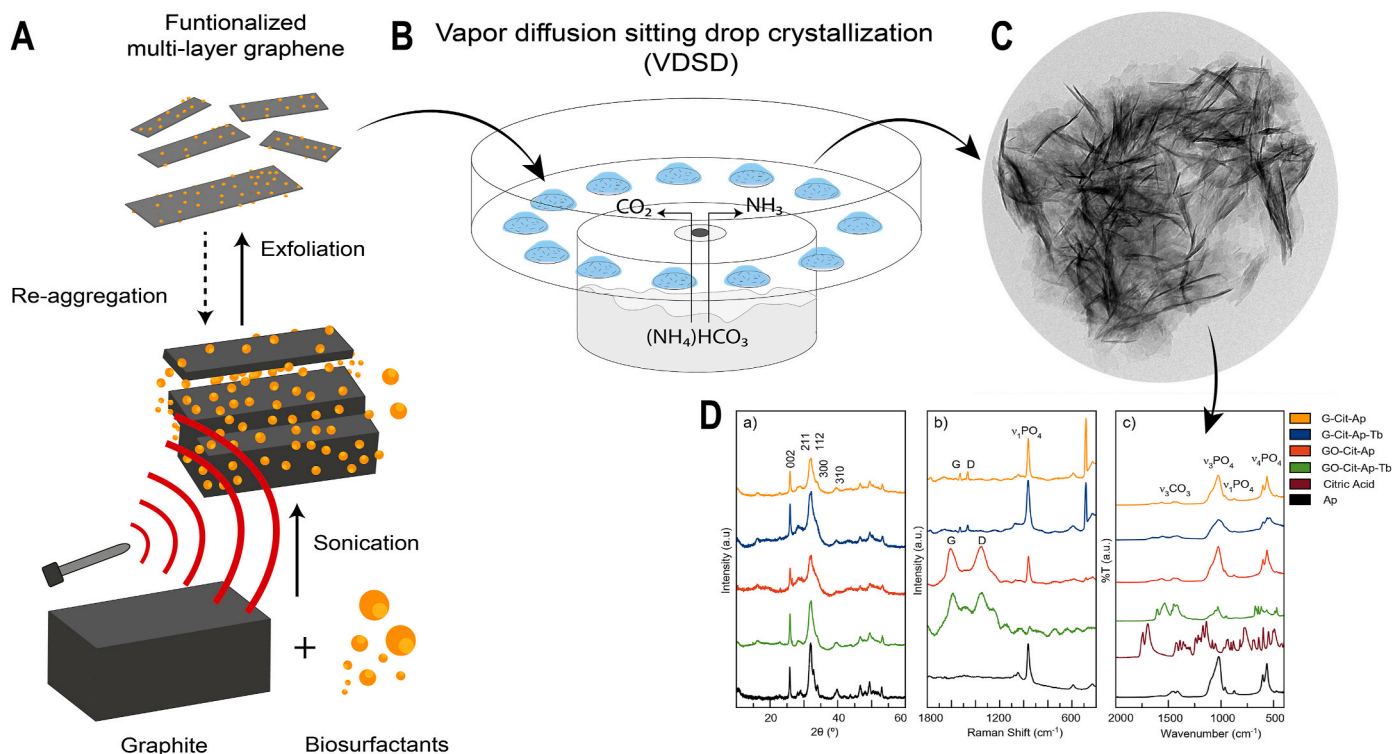 A
Funtionalized
multi-layer graphene
Exfoliation
Re-aggregation
Sonication
+
Graphite
Biosurfactants
B
Vapor diffusion sitting drop crystallization
(VDSD)
CO₂
NH₃
(NH₄)HCO₃
C
D
a)
002
211
112
300
310
Intensity (a.u)
20
40
60
2θ (º)
b)
ν₁PO₄
G D
G D
Intensity (a.u.)
1800
1200
600
Raman Shift (cm⁻¹)
c)
ν₃PO₄
ν₄PO₄
ν₃CO₃
ν₁PO₄
%T (a.u.)
2000
1500
1000
500
Wavenumber (cm⁻¹)
G-Cit-Ap
G-Cit-Ap-Tb
GO-Cit-Ap
GO-Cit-Ap-Tb
Citric Acid
Ap